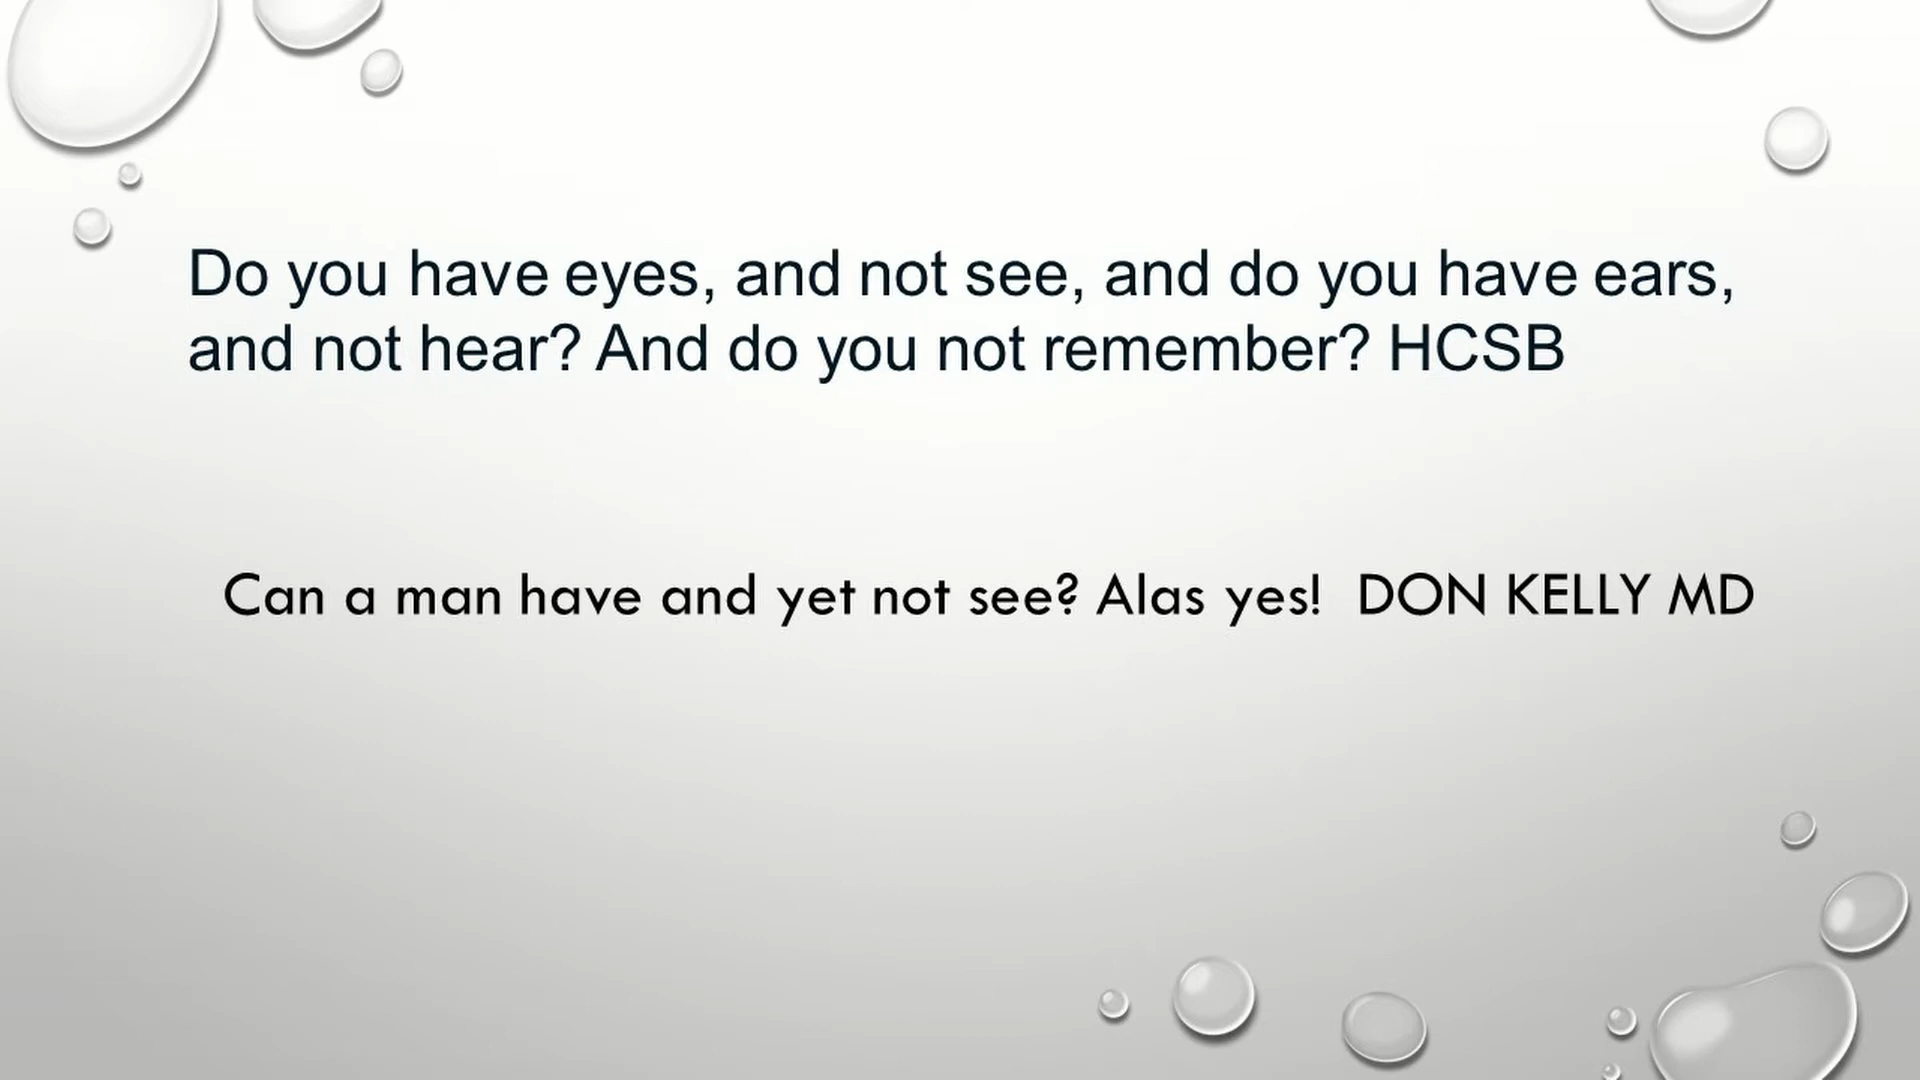 Do you have eyes, and not see, and do you have ears,
and not hear? And do you not remember? HCSB
Can a man have and yet not see? Alas yes! DON KELLY MD